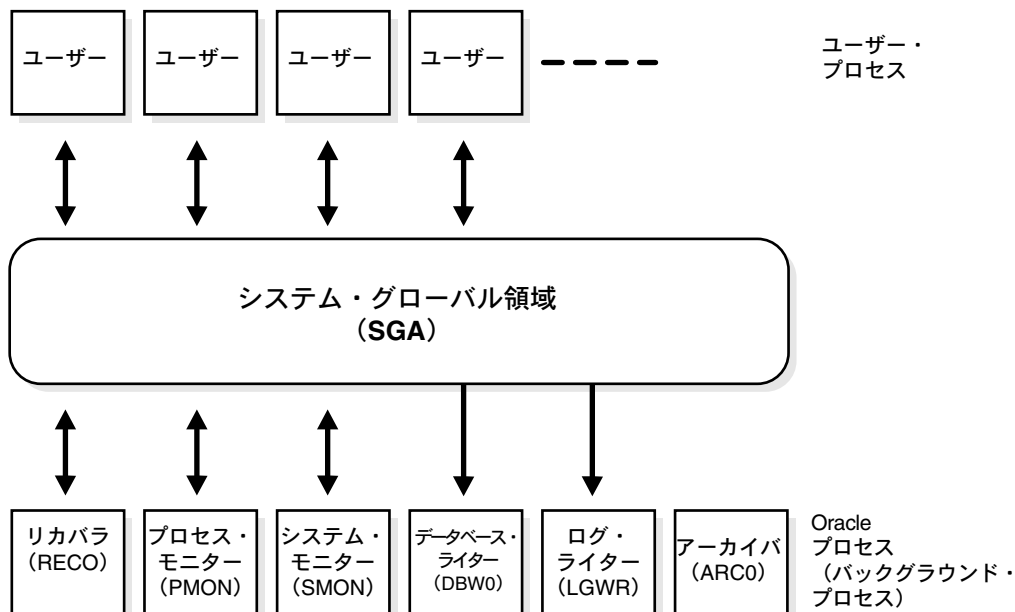 ユーザー
ユーザー
ユーザー
ユーザー
ユーザー・
プロセス
システム・グローバル領域
(SGA)
リカバラ
(RECO)
プロセス・
モニター
(PMON)
システム・
モニター
(SMON)
データベース・
ライター
(DBW0)
ログ・
ライター
(LGWR)
アーカイバ
(ARC0)
Oracle
プロセス
(バックグラウンド・
プロセス)